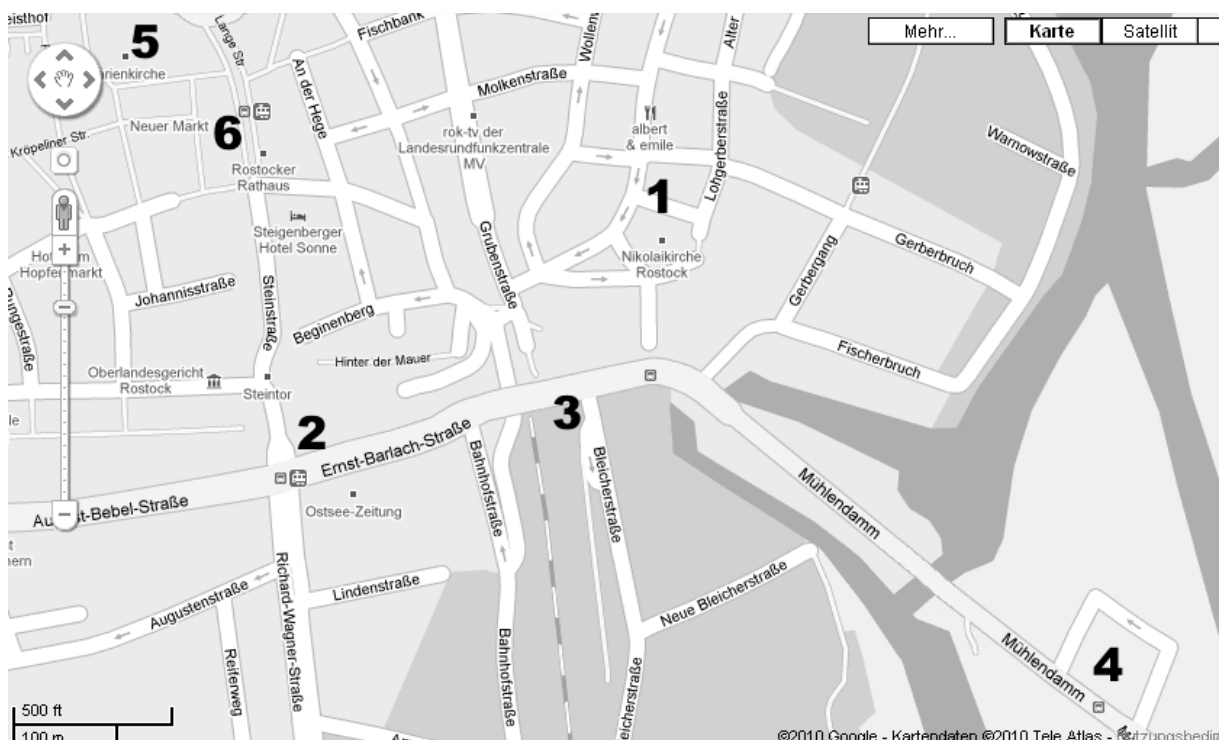 Mehr...
Karte
Satellit
5
Lange Str.
Fischbank
Alter
An der Hege
Molkenstraße
Neuer Markt
6
Kröpeliner Str.
Rostocker
Rathaus
rok-tv der
Landesrundfunkzentrale
MV
albert
& emile
Lohgerberstraße
Warnowstraße
1
Steigenberger
Hotel Sonne
Grubenstraße
Nikolaikirche
Rostock
Gerbergang
Gerberbruch
Johannisstraße
Steinstraße
Beginenberg
Hinter der Mauer
Fischerbruch
Oberlandesgericht
Rostock
Steintor
2
3
Ernst-Barlach-Straße
Bahnhofstraße
Bleicherstraße
Mühlendamm
Ostsee-Zeitung
Richard-Wagner-Straße
Augustenstraße
Lindenstraße
Neue Bleicherstraße
Reiferweg
Bahnhofstraße
Mühlendamm
4
500 ft
100 m
©2010 Google - Kartendaten ©2010 Tele Atlas -